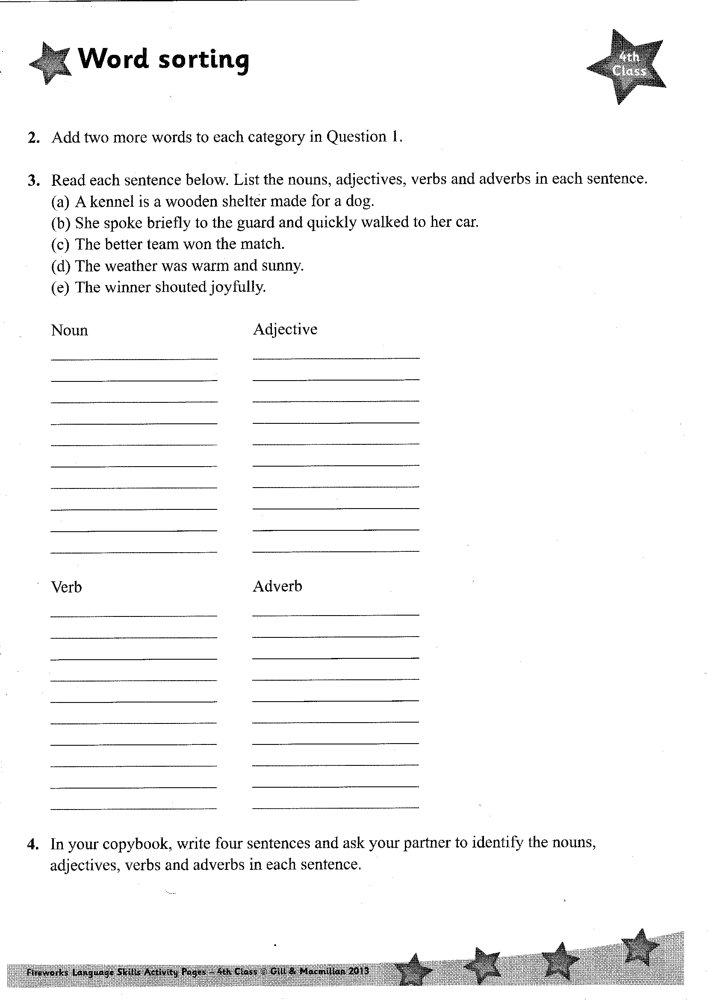 Word sorting
4th
Class
2. Add two more words to each category in Question 1.
3. Read each sentence below. List the nouns, adjectives, verbs and adverbs in each sentence.
(a) A kennel is a wooden shelter made for a dog.
(b) She spoke briefly to the guard and quickly walked to her car.
(c) The better team won the match.
(d) The weather was warm and sunny.
(e) The winner shouted joyfully.
Noun Adjective
Verb Adverb
4. In your copybook, write four sentences and ask your partner to identify the nouns,
adjectives, verbs and adverbs in each sentence.
Fireworks Language Skills Activity Pages – 4th Class © Gill & Macmillan 2013